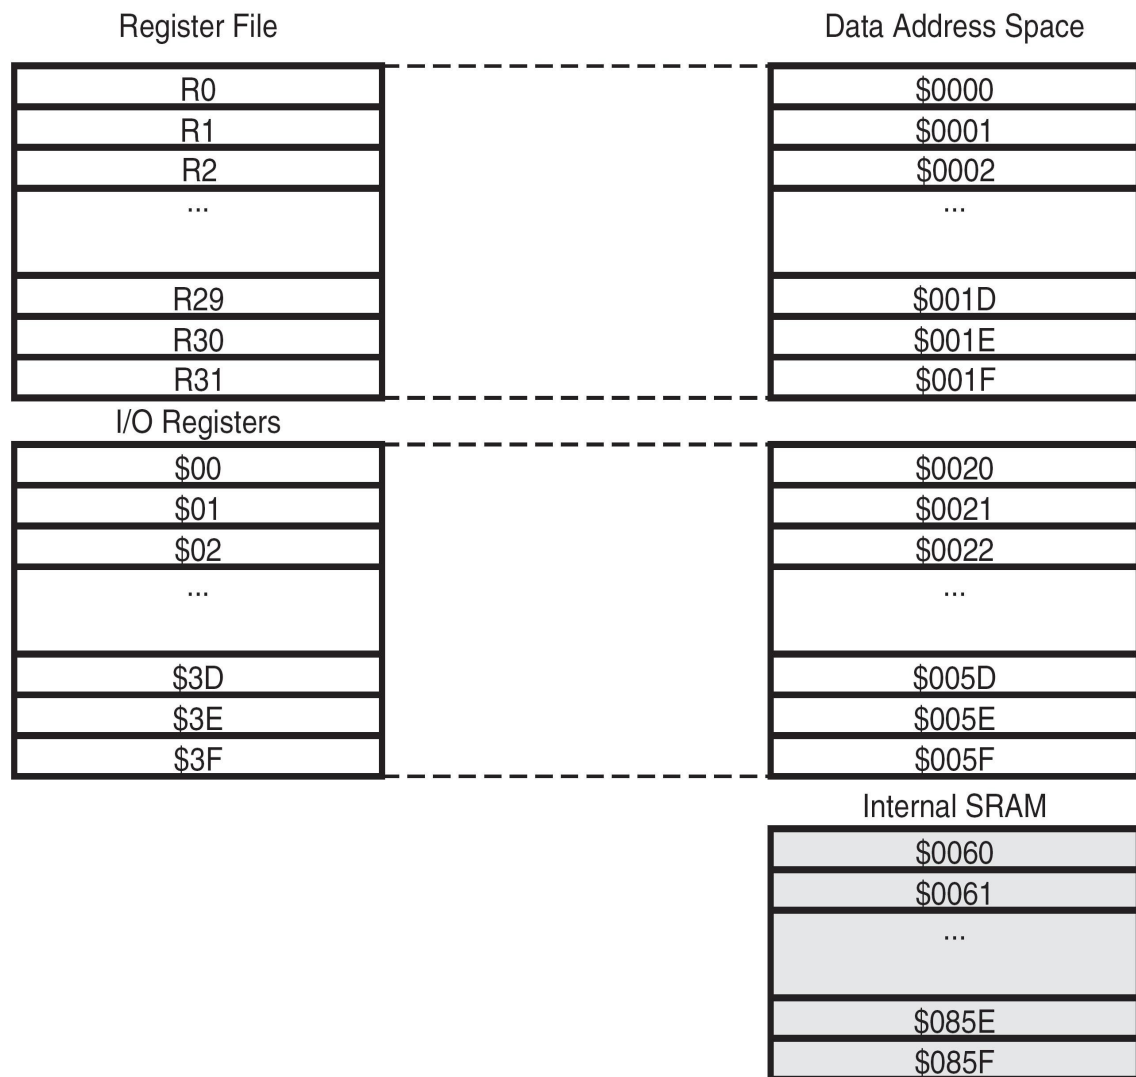 Register File Data Address Space
R0 $0000
R1 $0001
R2 $0002
... ...
R29 $001D
R30 $001E
R31 $001F
I/O Registers
$00 $0020
$01 $0021
$02 $0022
... ...
$3D $005D
$3E $005E
$3F $005F
Internal SRAM
$0060
$0061
...
$085E
$085F